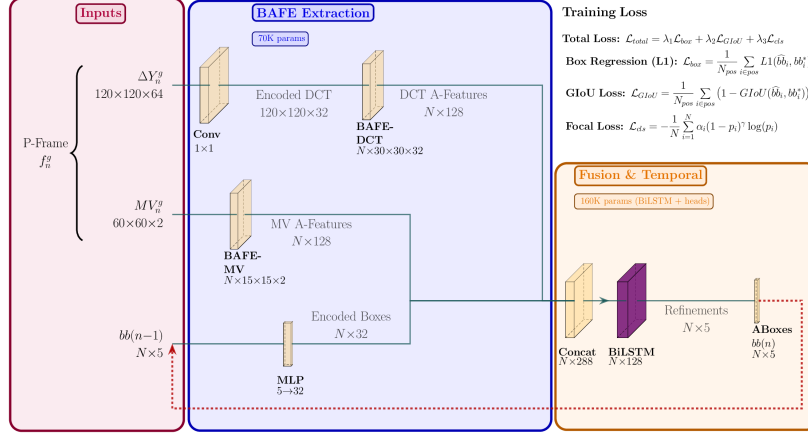 Inputs
BAFE Extraction
70K params
Training Loss
Total Loss: ℒ_total = λ₁ℒ_box + λ₂ℒ_GIoU + λ₃ℒ_cls
Box Regression (L1): ℒ_box = 1/N_pos ∑_{i∈pos} L1(b̂b_i, bb_i^*
GIoU Loss: ℒ_GIoU = 1/N_pos ∑_{i∈pos} (1 − GIoU(b̂b_i, bb_i^*))
Focal Loss: ℒ_cls = −1/N ∑_{i=1}^{N} α_i(1 − p_i)^γ log(p_i)
P-Frame
f_n^g
ΔY_n^g
120×120×64
Conv
1×1
Encoded DCT
120×120×32
BAFE-
DCT
N×30×30×32
DCT A-Features
N×128
MV_n^g
60×60×2
BAFE-
MV
N×15×15×2
MV A-Features
N×128
bb(n−1)
N×5
MLP
5→32
Encoded Boxes
N×32
Fusion & Temporal
160K params (BiLSTM + heads)
Concat
N×288
BiLSTM
N×128
Refinements
N×5
ABoxes
bb(n)
N×5